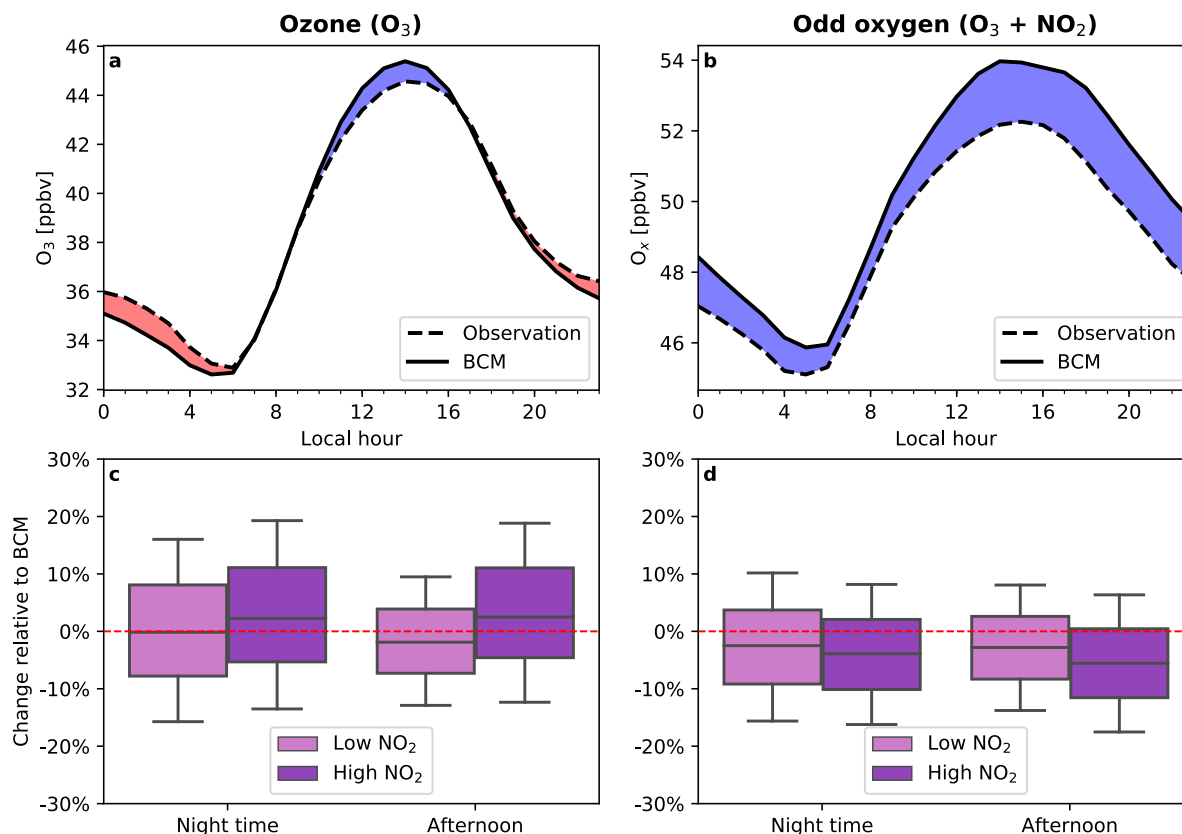 Ozone (O₃)
Odd oxygen (O₃ + NO₂)
a
b
O₃ [ppbv]
46
44
42
40
38
36
34
32
Observation
BCM
0
4
8
12
16
20
Local hour
Oₓ [ppbv]
54
52
50
48
46
Observation
BCM
0
4
8
12
16
20
Local hour
c
d
Change relative to BCM
30%
20%
10%
0%
-10%
-20%
-30%
Low NO₂
High NO₂
Night time
Afternoon
30%
20%
10%
0%
-10%
-20%
-30%
Low NO₂
High NO₂
Night time
Afternoon